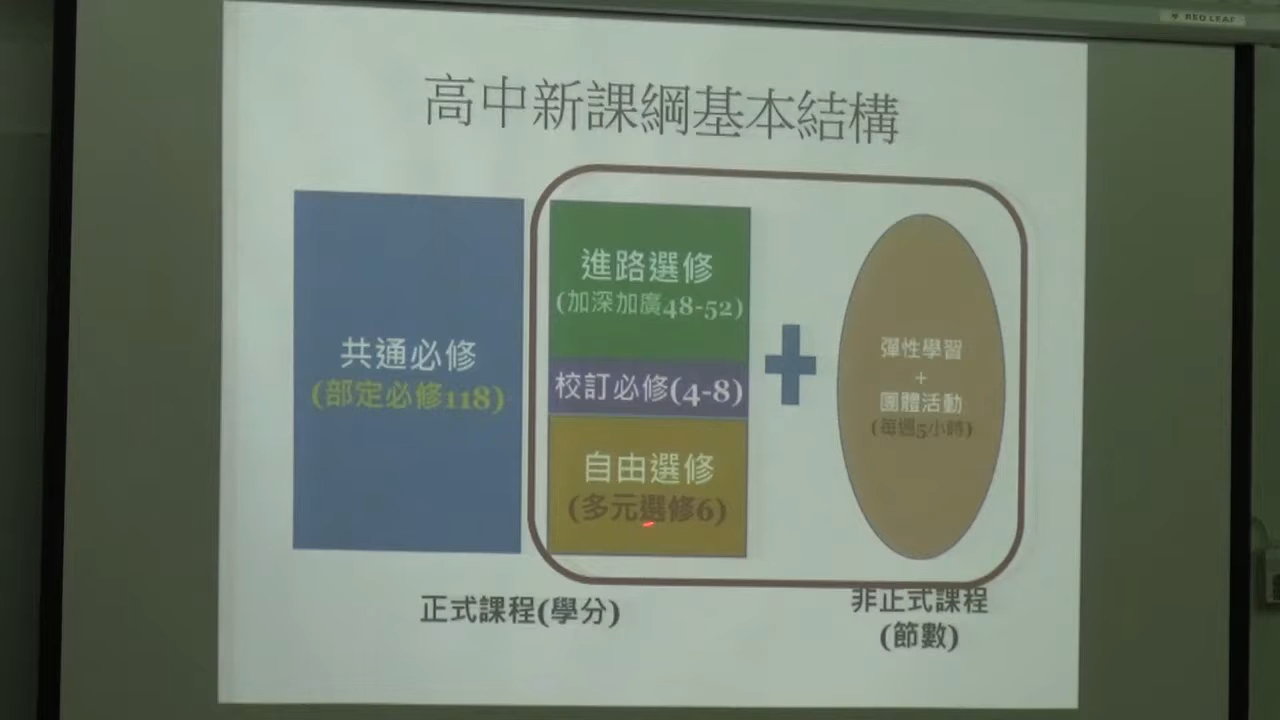 RED LEAF
高中新課綱基本結構
共通必修
(部定必修118)
進路選修
(加深加廣48-52)
校訂必修(4-8)
自由選修
(多元選修6)
彈性學習
+
團體活動
(每週5小時)
正式課程(學分)
非正式課程
(節數)